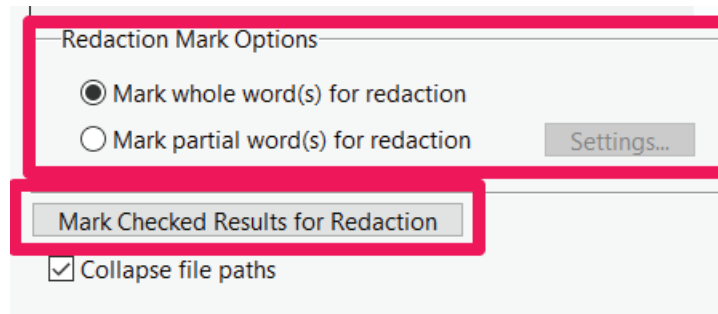 Redaction Mark Options
Mark whole word(s) for redaction
Mark partial word(s) for redaction Settings...
Mark Checked Results for Redaction
Collapse file paths